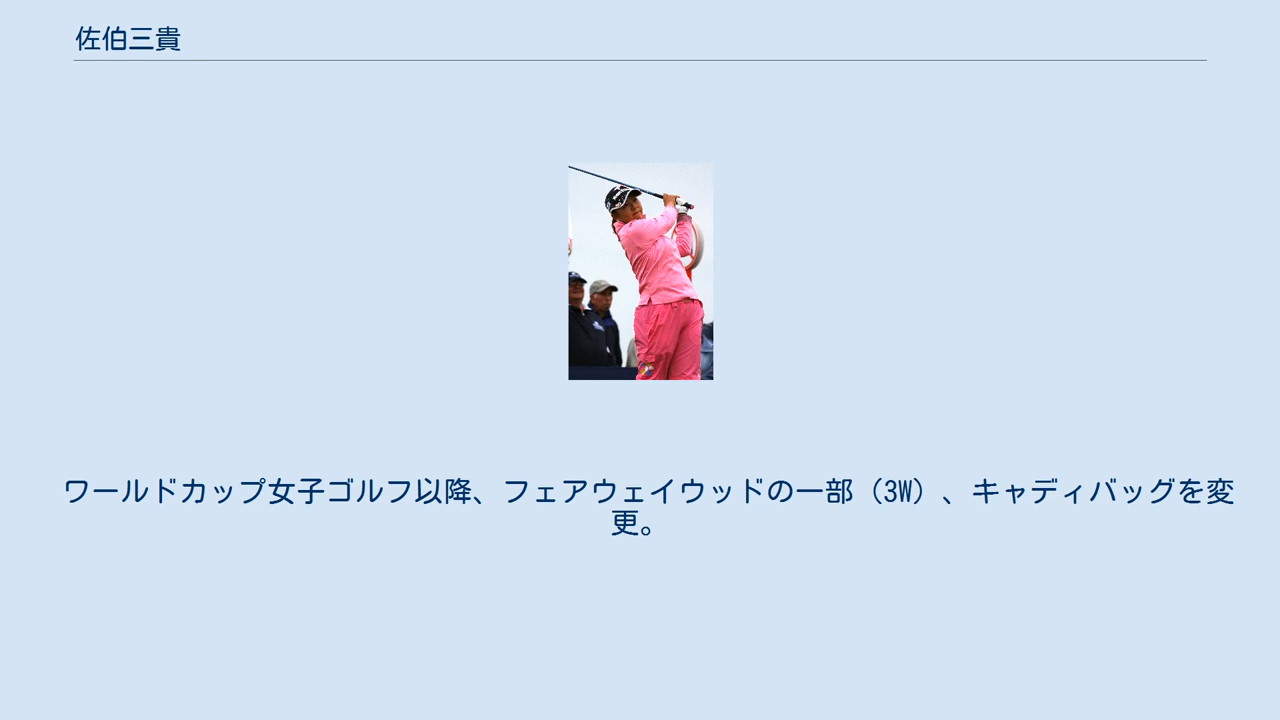 佐伯三貴
ワールドカップ女子ゴルフ以降、フェアウェイウッドの一部（3W）、キャディバッグを変
更。